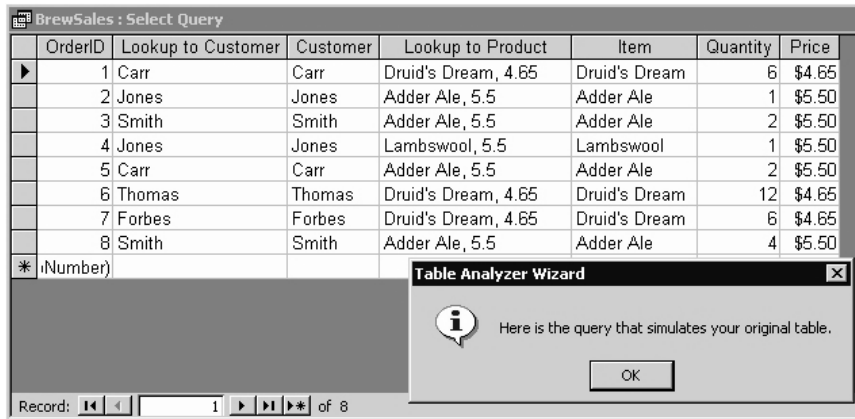 BrewSales : Select Query
OrderID Lookup to Customer Customer Lookup to Product Item Quantity Price
1 Carr Carr Druid's Dream, 4.65 Druid's Dream 6 $4.65
2 Jones Jones Adder Ale, 5.5 Adder Ale 1 $5.50
3 Smith Smith Adder Ale, 5.5 Adder Ale 2 $5.50
4 Jones Jones Lambswool, 5.5 Lambswool 1 $5.50
5 Carr Carr Adder Ale, 5.5 Adder Ale 2 $5.50
6 Thomas Thomas Druid's Dream, 4.65 Druid's Dream 12 $4.65
7 Forbes Forbes Druid's Dream, 4.65 Druid's Dream 6 $4.65
8 Smith Smith Adder Ale, 5.5 Adder Ale 4 $5.50
Number)
Table Analyzer Wizard
Here is the query that simulates your original table.
OK
Record: 1 of 8